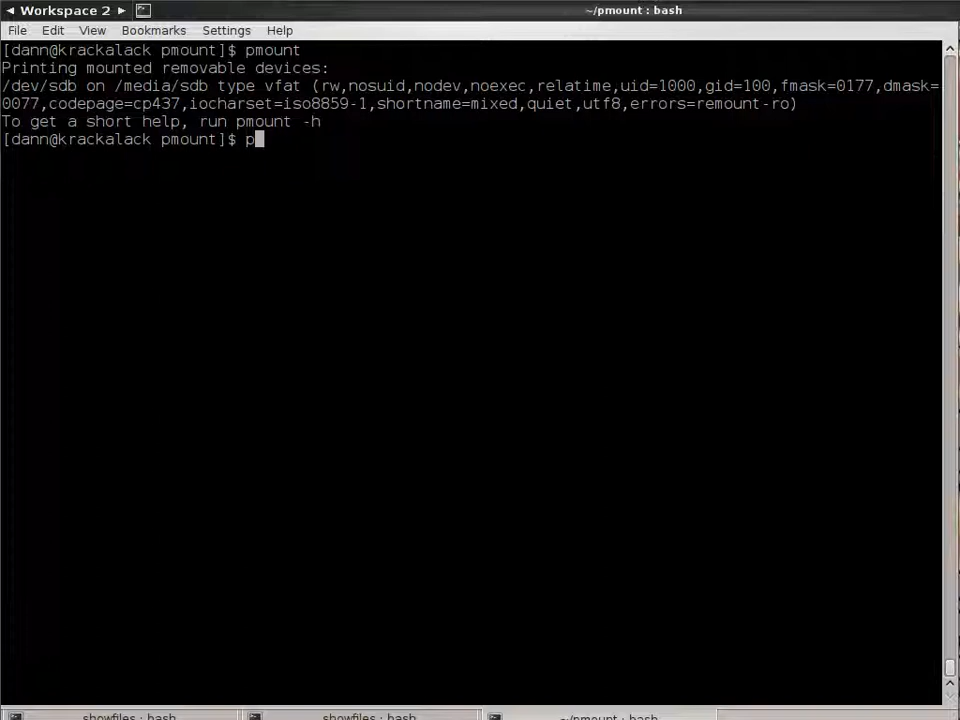 ◄ Workspace 2 ► ~/pmount : bash
File Edit View Bookmarks Settings Help
[dann@krackalack pmount]$ pmount
Printing mounted removable devices:
/dev/sdb on /media/sdb type vfat (rw,nosuid,nodev,noexec,relatime,uid=1000,gid=100,fmask=0177,dmask=
0077,codepage=cp437,iocharset=iso8859-1,shortname=mixed,quiet,utf8,errors=remount-ro)
To get a short help, run pmount -h
[dann@krackalack pmount]$ p
showfiles : bash showfiles : bash ~/pmount : bash